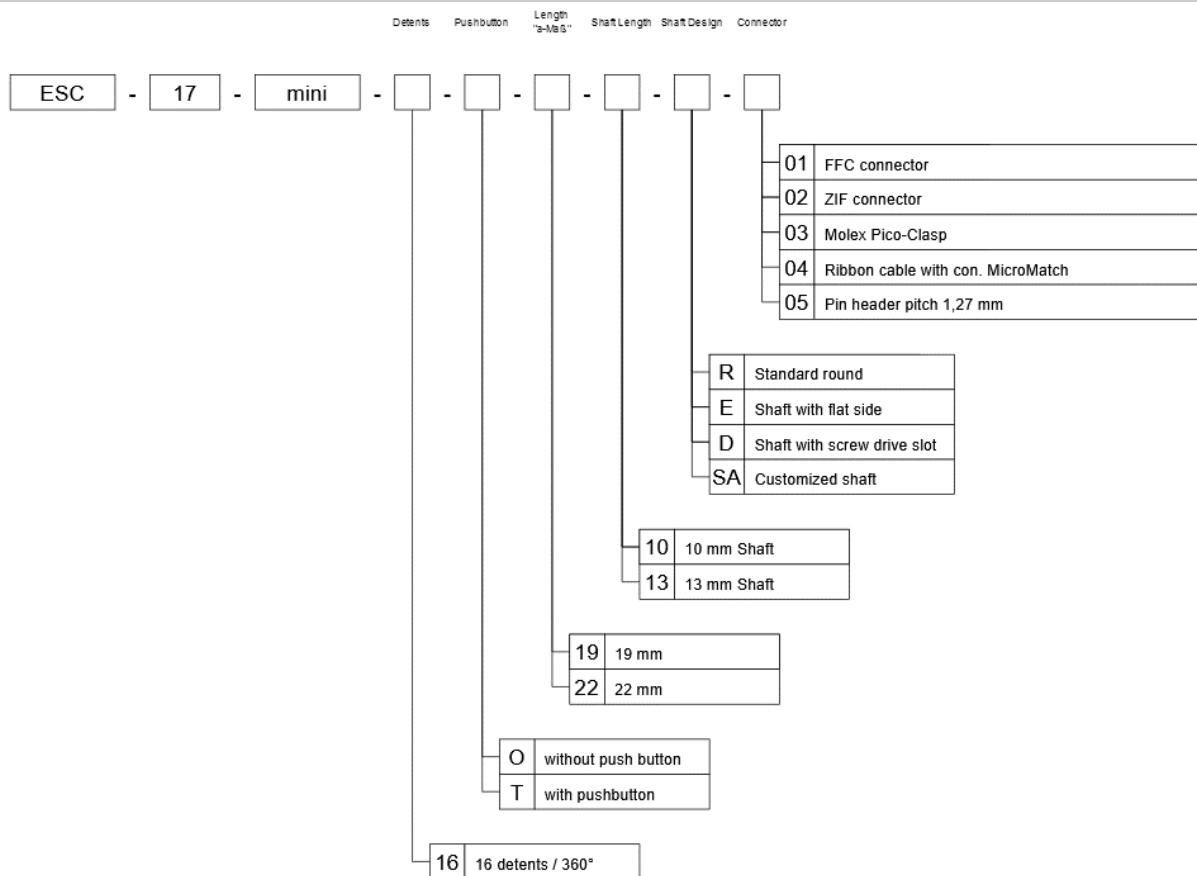 Detents Pushbutton Length "a-Maß" Shaft Length Shaft Design Connector
ESC - 17 - mini - - - - - -
01 FFC connector
02 ZIF connector
03 Molex Pico-Clasp
04 Ribbon cable with con. MicroMatch
05 Pin header pitch 1,27 mm
R Standard round
E Shaft with flat side
D Shaft with screw drive slot
SA Customized shaft
10 10 mm Shaft
13 13 mm Shaft
19 19 mm
22 22 mm
O without push button
T with pushbutton
16 16 detents / 360°